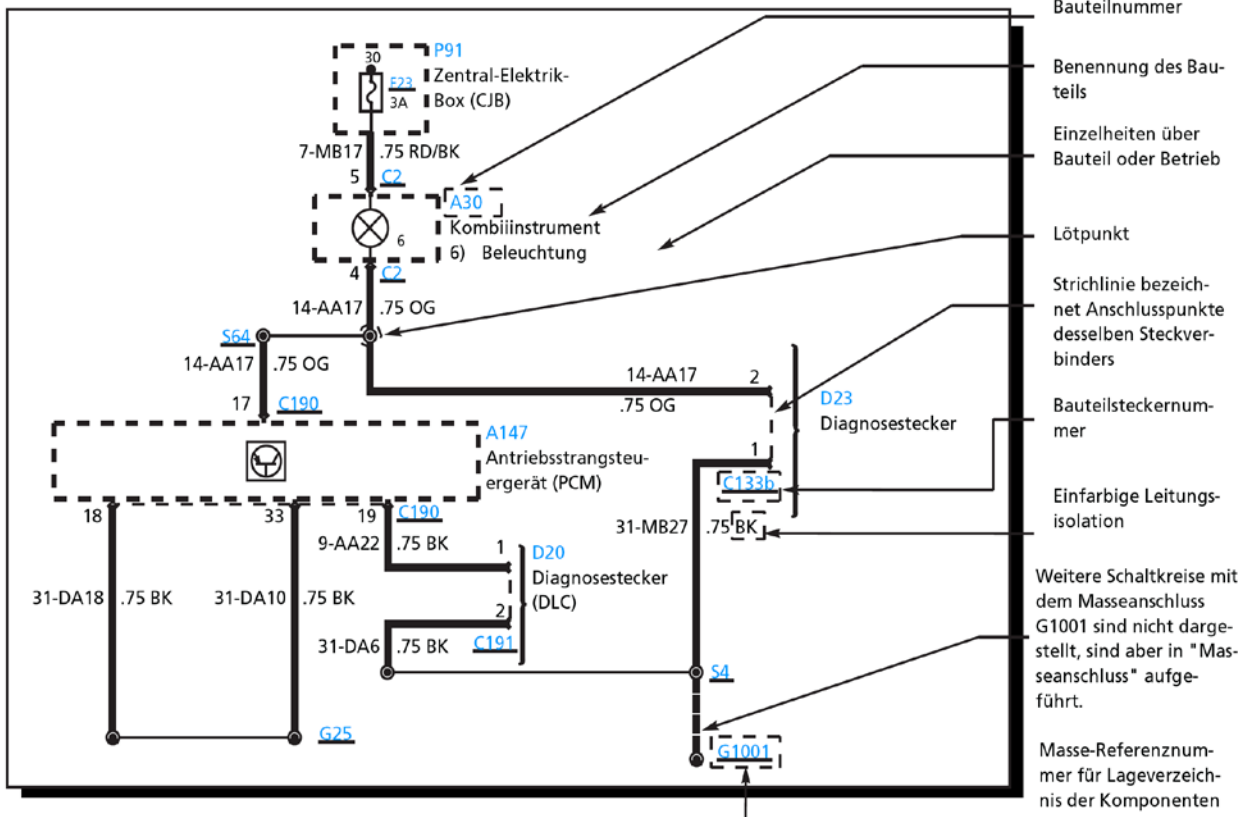 Bauteilnummer
Benennung des Bau-
teils
Einzelheiten über
Bauteil oder Betrieb
Lötpunkt
Strichlinie bezeich-
net Anschlusspunkte
desselben Steckver-
binders
Bauteilsteckernum-
mer
Einfarbige Leitungs-
isolation
Weitere Schaltkreise mit
dem Masseanschluss
G1001 sind nicht darge-
stellt, sind aber in "Mas-
seanschluss" aufge-
führt.
Masse-Referenznum-
mer für Lageverzeich-
nis der Komponenten
30
F23
3A
P91
Zentral-Elektrik-
Box (CJB)
7-MB17 .75 RD/BK
5 C2
A30
Kombiiinstrument
6) Beleuchtung
6
4 C2
14-AA17 .75 OG
S64
14-AA17 .75 OG
17 C190
A147
Antriebsstrangsteu-
ergerät (PCM)
14-AA17 2
.75 OG
D23
Diagnosestecker
1
C133b
31-MB27 .75 BK
18 33 19 C190
9-AA22 .75 BK
1
D20
Diagnosestecker
(DLC)
31-DA18 .75 BK 31-DA10 .75 BK
2
31-DA6 .75 BK C191
S4
G25
G1001